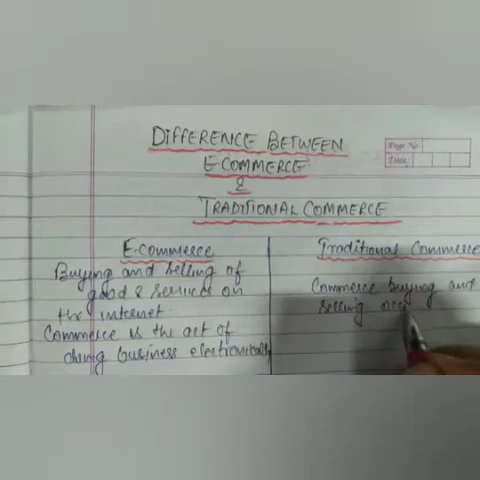 DIFFERENCE BETWEEN
E COMMERCE
&
TRADITIONAL COMMERCE
Page No.
Date
E-commerce
Buying and Selling of
good & services on
the internet.
Commerce is the act of
doing business electronically
Traditional Commerce
Commerce buying and
selling